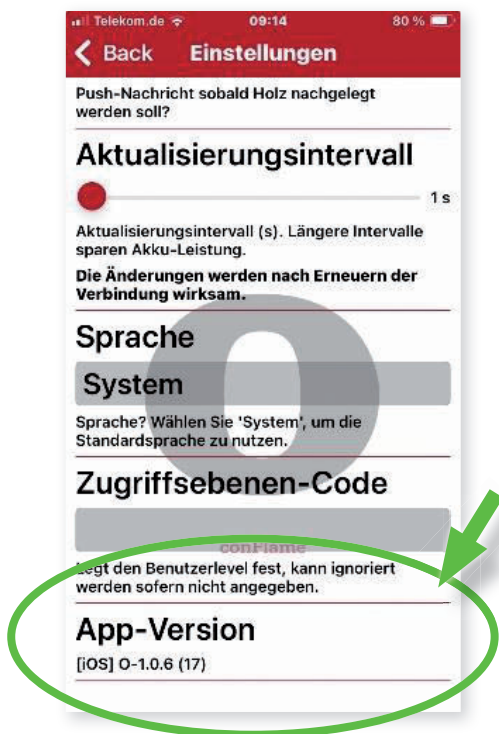 Telekom.de 09:14 80 %
Back Einstellungen
Push-Nachricht sobald Holz nachgelegt
werden soll?
Aktualisierungsintervall
1 s
Aktualisierungsintervall (s). Längere Intervalle
sparen Akku-Leistung.
Die Änderungen werden nach Erneuern der
Verbindung wirksam.
Sprache
System
Sprache? Wählen Sie 'System', um die
Standardsprache zu nutzen.
Zugriffsebenen-Code
conFlame
Legt den Benutzerlevel fest, kann ignoriert
werden sofern nicht angegeben.
App-Version
[iOS] O-1.0.6 (17)